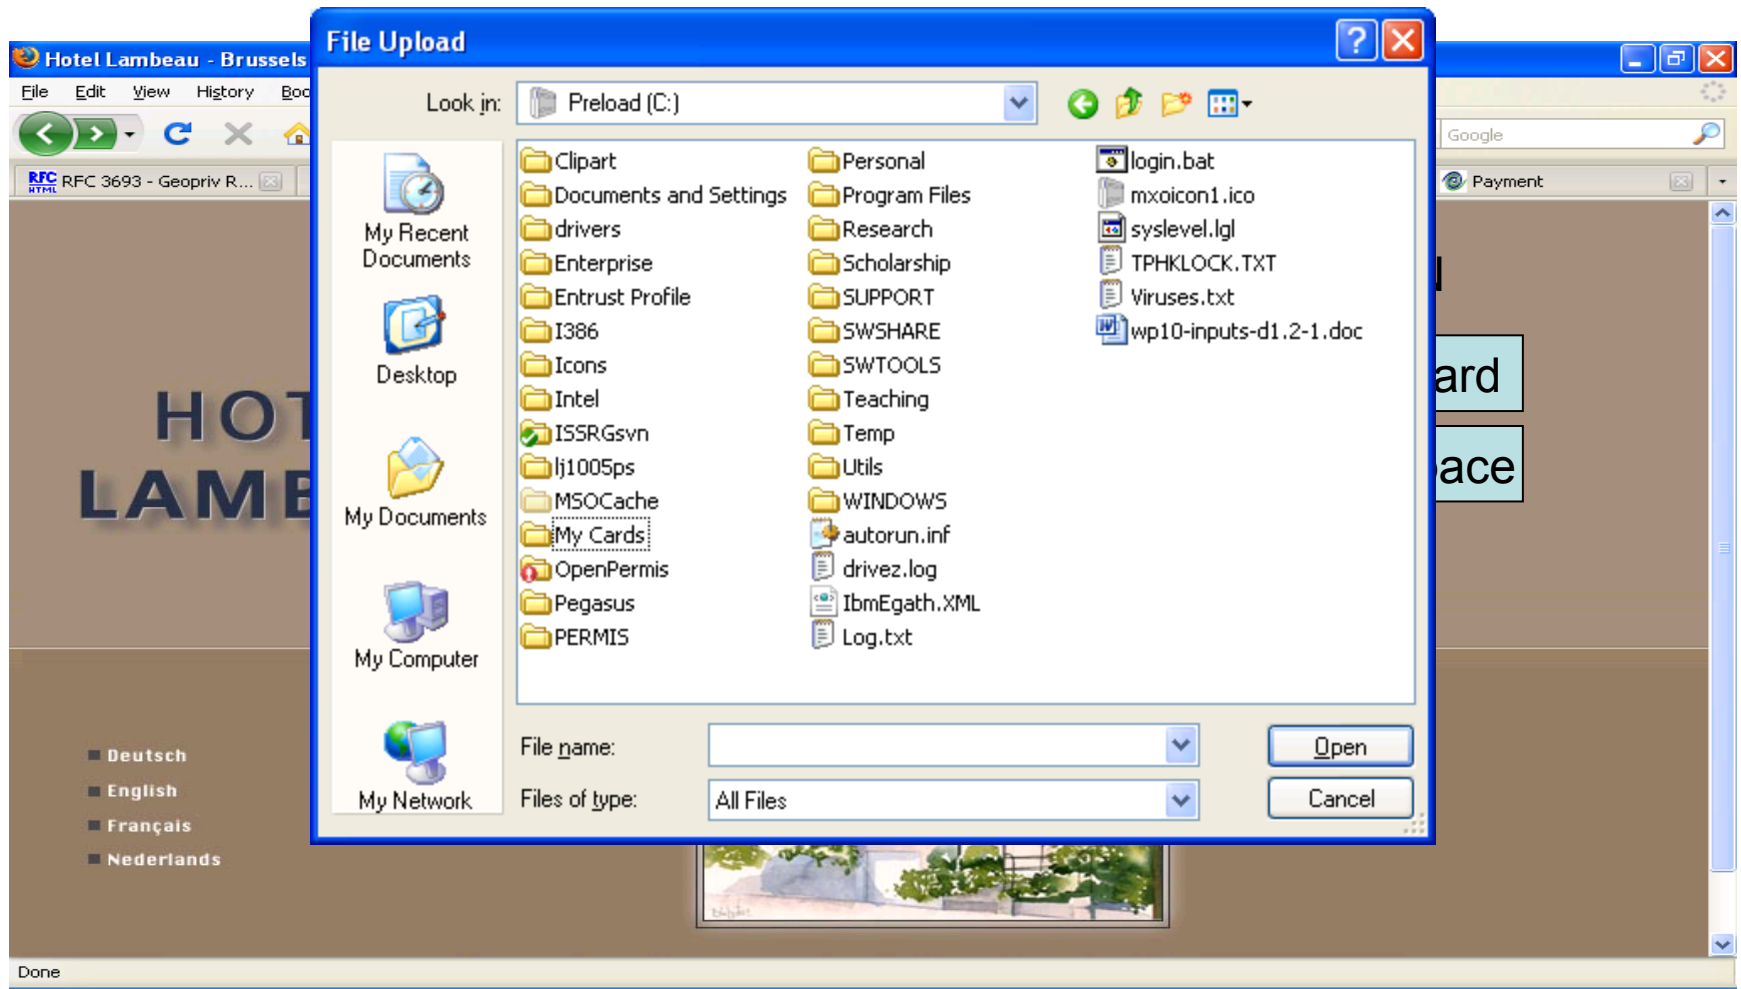 File Upload
Hotel Lambeau - Brussels
File Edit View History Boo
Look in: Preload (C:)
Google
RFC HTML RFC 3693 - Geopriv R...
Payment
My Recent Documents
Desktop
My Documents
My Computer
My Network
Clipart
Documents and Settings
drivers
Enterprise
Entrust Profile
I386
Icons
Intel
ISSRGsvn
lj1005ps
MSOCache
My Cards
OpenPermis
Pegasus
PERMIS
Personal
Program Files
Research
Scholarship
SUPPORT
SWSHARE
SWTOOLS
Teaching
Temp
Utils
WINDOWS
autorun.inf
drivez.log
IbmEgath.XML
Log.txt
login.bat
mxoicon1.ico
syslevel.lgl
TPHKLOCK.TXT
Viruses.txt
wp10-inputs-d1.2-1.doc
ard
pace
HOT
LAMB
File name:
Open
Files of type: All Files
Cancel
Deutsch
English
Français
Nederlands
Done